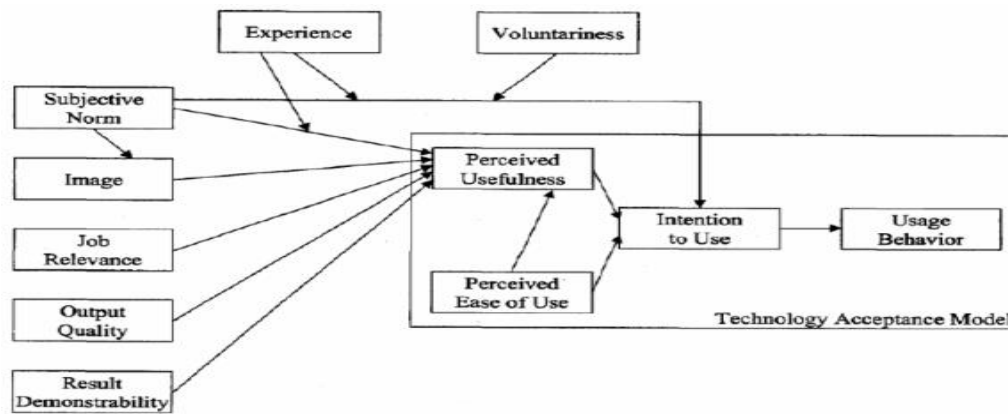 Experience
Voluntariness
Subjective
Norm
Image
Perceived
Usefulness
Job
Relevance
Intention
to Use
Usage
Behavior
Perceived
Ease of Use
Output
Quality
Technology Acceptance Model
Result
Demonstrability